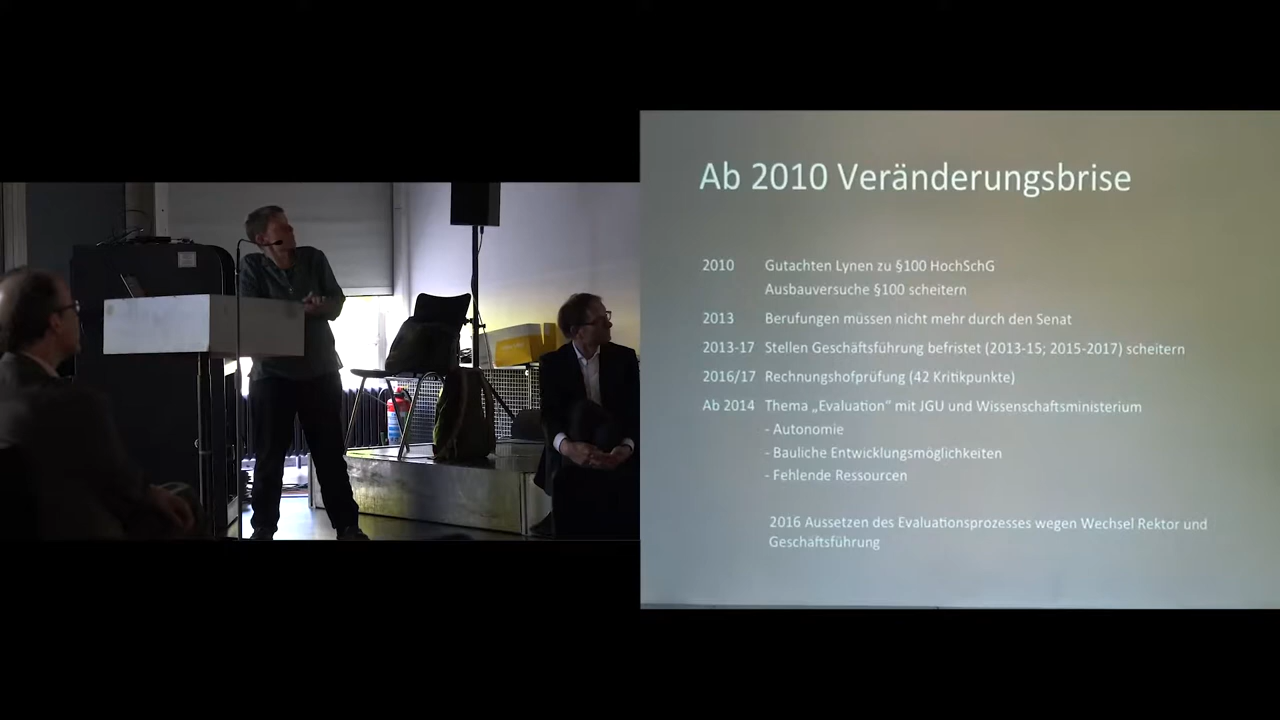 Ab 2010 Veränderungsbrise
2010 Gutachten Lynen zu §100 HochSchG
Ausbauversuche §100 scheitern
2013 Berufungen müssen nicht mehr durch den Senat
2013-17 Stellen Geschäftsführung befristet (2013-15; 2015-2017) scheitern
2016/17 Rechnungshofprüfung (42 Kritikpunkte)
Ab 2014 Thema „Evaluation“ mit JGU und Wissenschaftsministerium
- Autonomie
- Bauliche Entwicklungsmöglichkeiten
- Fehlende Ressourcen
2016 Aussetzen des Evaluationsprozesses wegen Wechsel Rektor und
Geschäftsführung